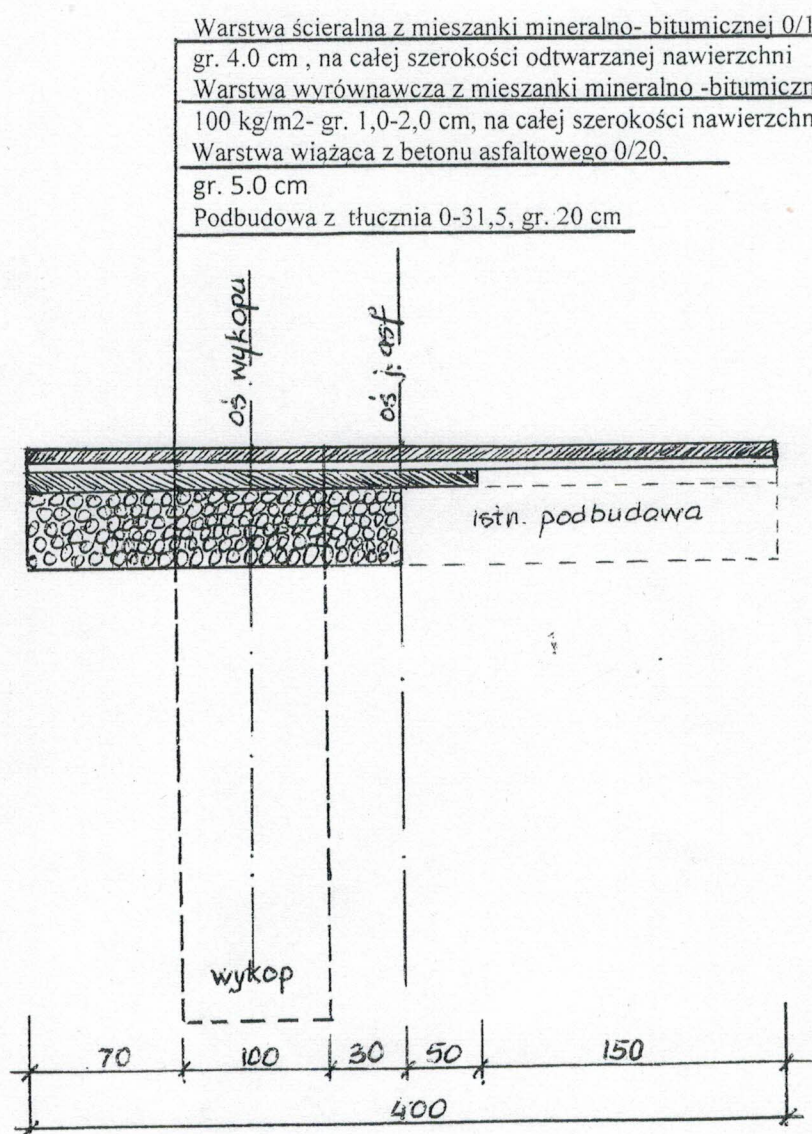 Warstwa ścieralna z mieszanki mineralno- bitumicznej 0/1
gr. 4.0 cm , na całej szerokości odtwarzanej nawierzchni
Warstwa wyrównawcza z mieszanki mineralno -bitumiczn
100 kg/m2- gr. 1,0-2,0 cm, na całej szerokości nawierzchn
Warstwa wiążąca z betonu asfaltowego 0/20,
gr. 5.0 cm
Podbudowa z tłucznia 0-31,5, gr. 20 cm
oś wykopu
oś j. asf
istn. podbudowa
wykop
70 100 30 50 150
400